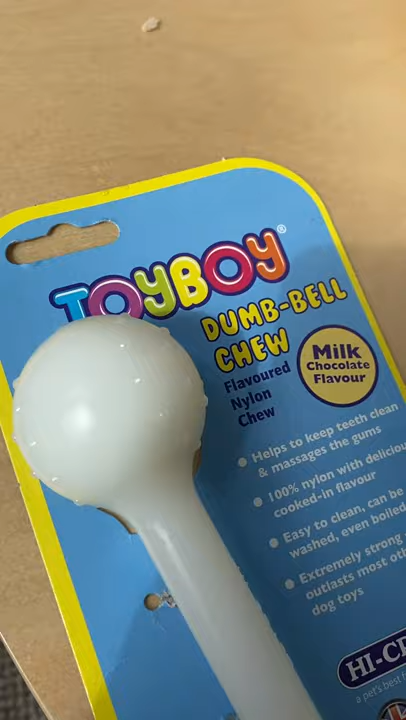 TOYBOY®
DUMB-BELL
CHEW
Flavoured
Nylon
Chew
Milk
Chocolate
Flavour
● Helps to keep teeth clean
& massages the gums
● 100% nylon with
cooked-in flavour
● Easy to clean, can be
washed, even boiled
● Extremely strong
outlasts most
dog toys
a pet's best